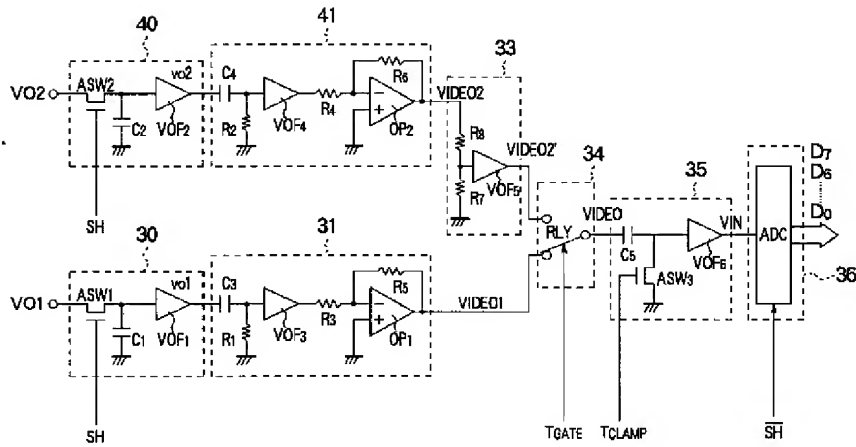 40
41
33
34
35
36
30
31
VO2
ASW2
vo2
VOF2
C2
C4
R2
VOF4
R4
R6
OP2
VIDEO2
R8
R7
VOF5
VIDEO2'
SH
VO1
ASW1
vo1
VOF1
C1
C3
R1
VOF3
R3
R5
OP1
VIDEO1
SH
RLY
VIDEO
C5
ASW3
VOF6
VIN
ADC
D7
D6
D0
TGATE
TCLAMP
SH